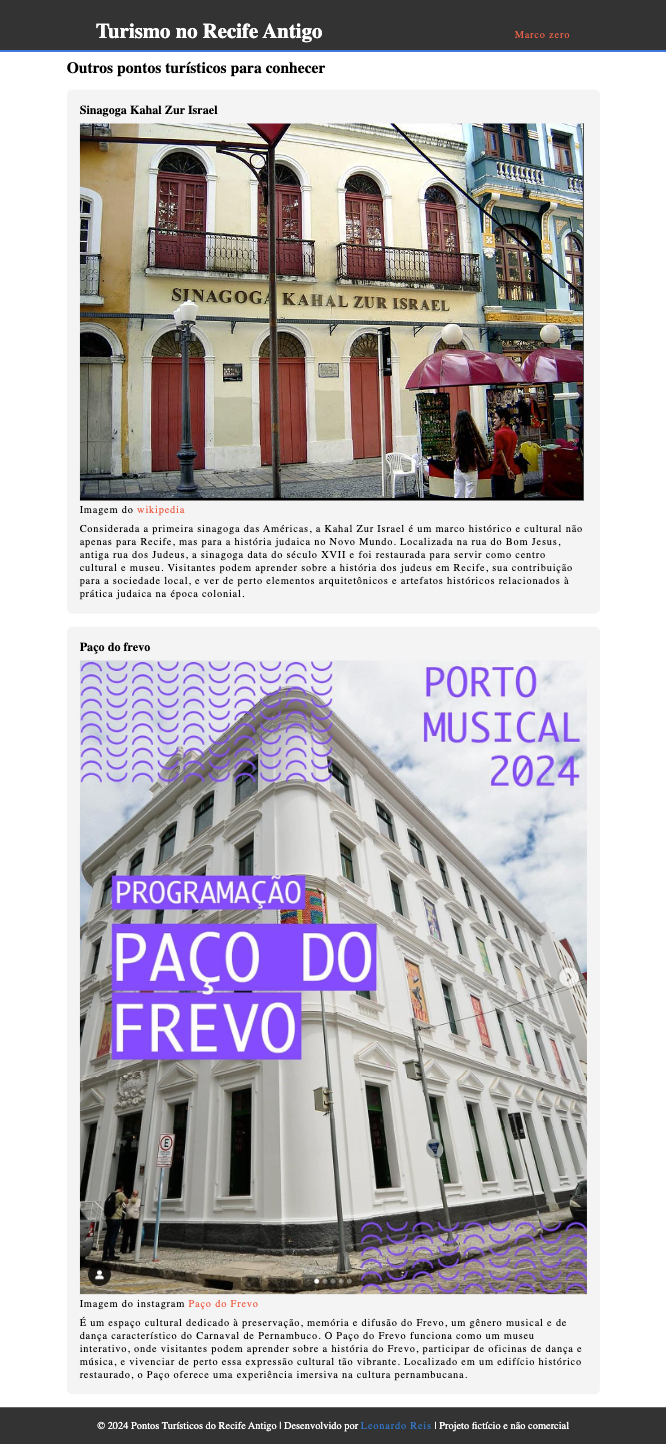 Turismo no Recife Antigo
Marco zero
Outros pontos turísticos para conhecer
Sinagoga Kahal Zur Israel
SINAGOGA KAHAL ZUR ISRAEL
Imagem do wikipedia
Considerada a primeira sinagoga das Américas, a Kahal Zur Israel é um marco histórico e cultural não
apenas para Recife, mas para a história judaica no Novo Mundo. Localizada na rua do Bom Jesus,
antiga rua dos Judeus, a sinagoga data do século XVII e foi restaurada para servir como centro
cultural e museu. Visitantes podem aprender sobre a história dos judeus em Recife, sua contribuição
para a sociedade local, e ver de perto elementos arquitetônicos e artefatos históricos relacionados à
prática judaica na época colonial.
Paço do frevo
PORTO
MUSICAL
2024
PROGRAMAÇÃO
PAÇO DO
FREVO
E
Imagem do instagram Paço do Frevo
É um espaço cultural dedicado à preservação, memória e difusão do Frevo, um gênero musical e de
dança característico do Carnaval de Pernambuco. O Paço do Frevo funciona como um museu
interativo, onde visitantes podem aprender sobre a história do Frevo, participar de oficinas de dança e
música, e vivenciar de perto essa expressão cultural tão vibrante. Localizado em um edifício histórico
restaurado, o Paço oferece uma experiência imersiva na cultura pernambucana.
© 2024 Pontos Turísticos do Recife Antigo | Desenvolvido por Leonardo Reis | Projeto fictício e não comercial